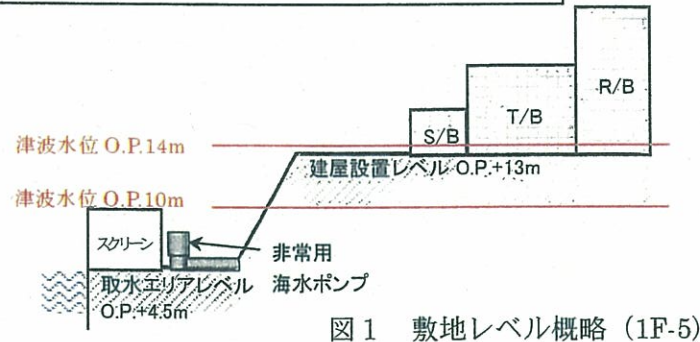 R/B
T/B
S/B
津波水位 O.P.14m
建屋設置レベル O.P.+13m
津波水位 O.P.10m
スクリーン
非常用
海水ポンプ
取水エリアレベル
O.P.+4.5m
図1 敷地レベル概略 (1F-5)